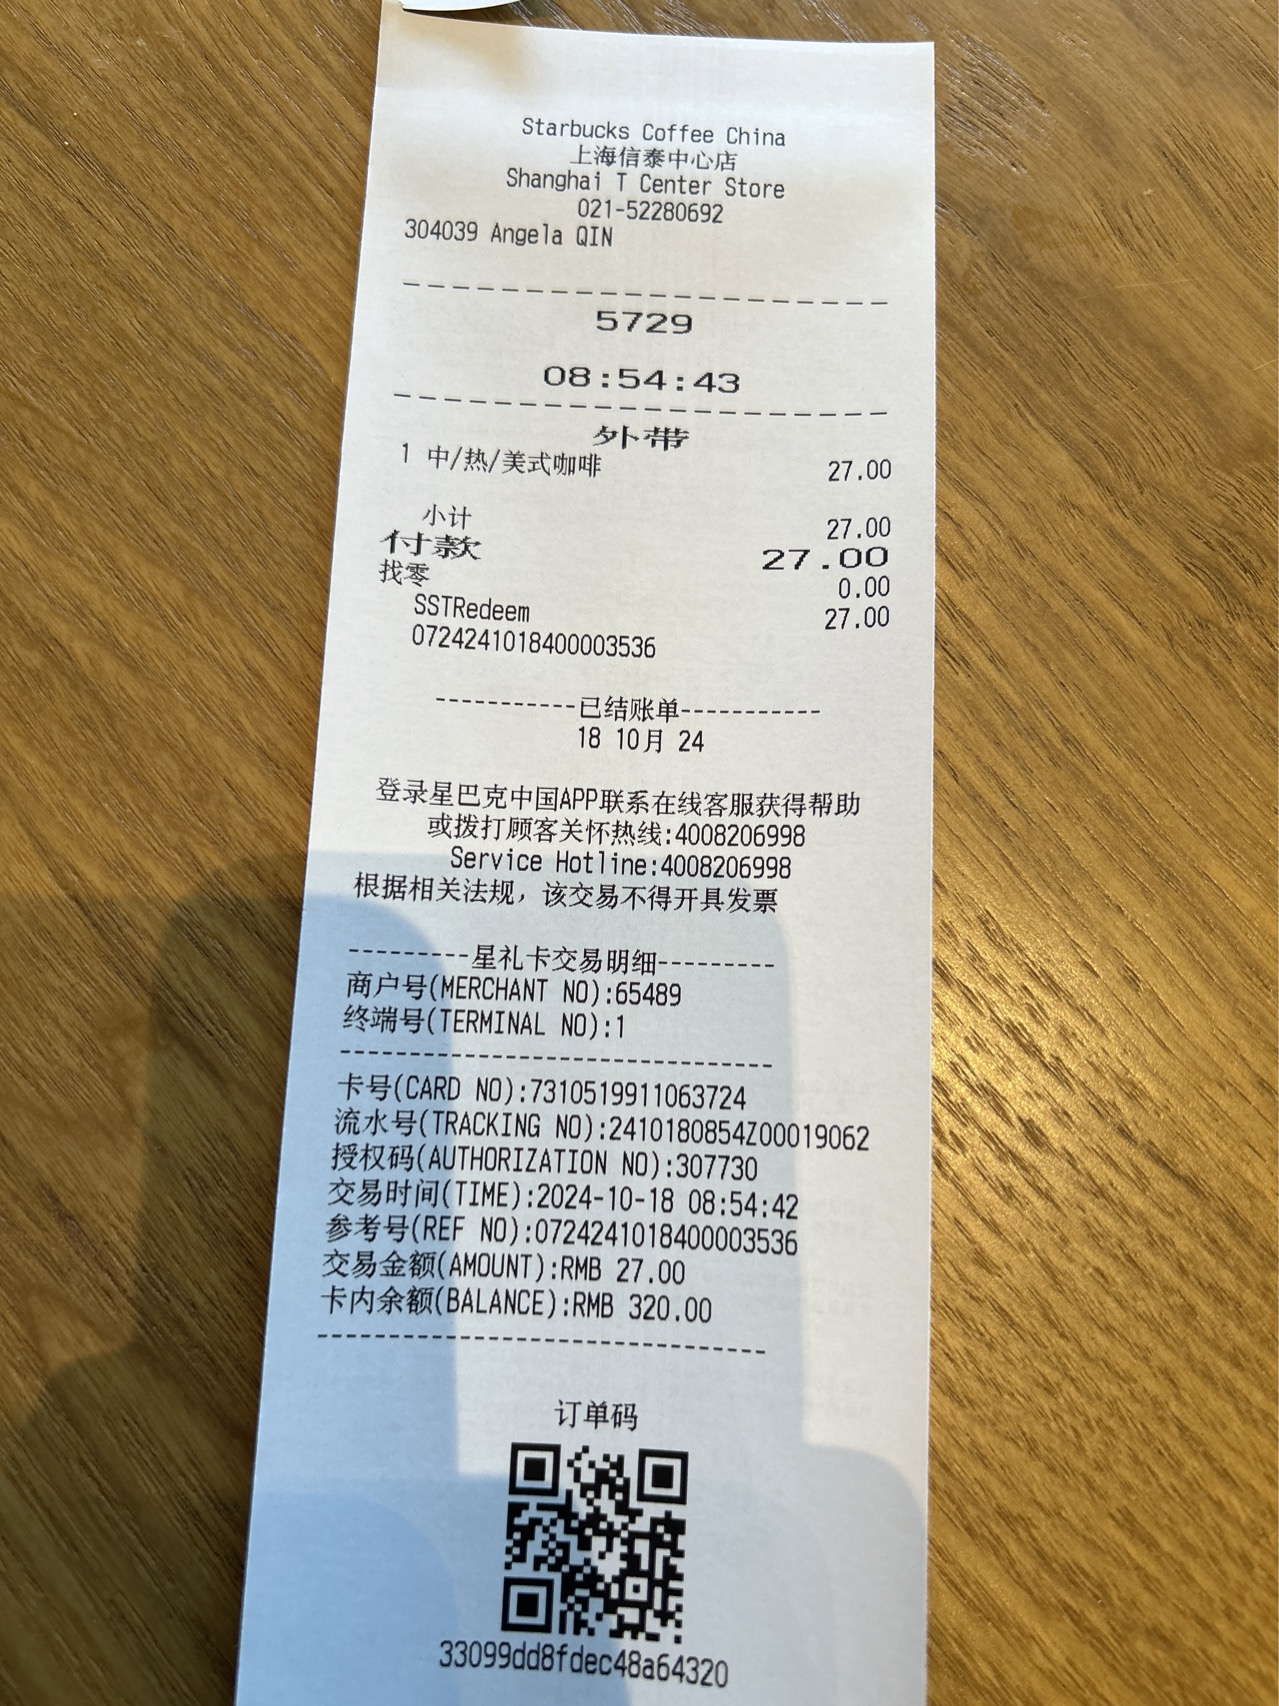 Starbucks Coffee China
上海信泰中心店
Shanghai T Center Store
021-52280692
304039 Angela QIN
5729
08:54:43
外带
1 中/热/美式咖啡 27.00
小计 27.00
付款 27.00
找零 0.00
SSTRedeem 27.00
0724241018400003536
-----------已结账单-----------
18 10月 24
登录星巴克中国APP联系在线客服获得帮助
或拨打顾客关怀热线:4008206998
Service Hotline:4008206998
根据相关法规，该交易不得开具发票
---------星礼卡交易明细---------
商户号(MERCHANT NO):65489
终端号(TERMINAL NO):1
卡号(CARD NO):7310519911063724
流水号(TRACKING NO):2410180854Z00019062
授权码(AUTHORIZATION NO):307730
交易时间(TIME):2024-10-18 08:54:42
参考号(REF NO):0724241018400003536
交易金额(AMOUNT):RMB 27.00
卡内余额(BALANCE):RMB 320.00
订单码
33099dd8fdec48a64320